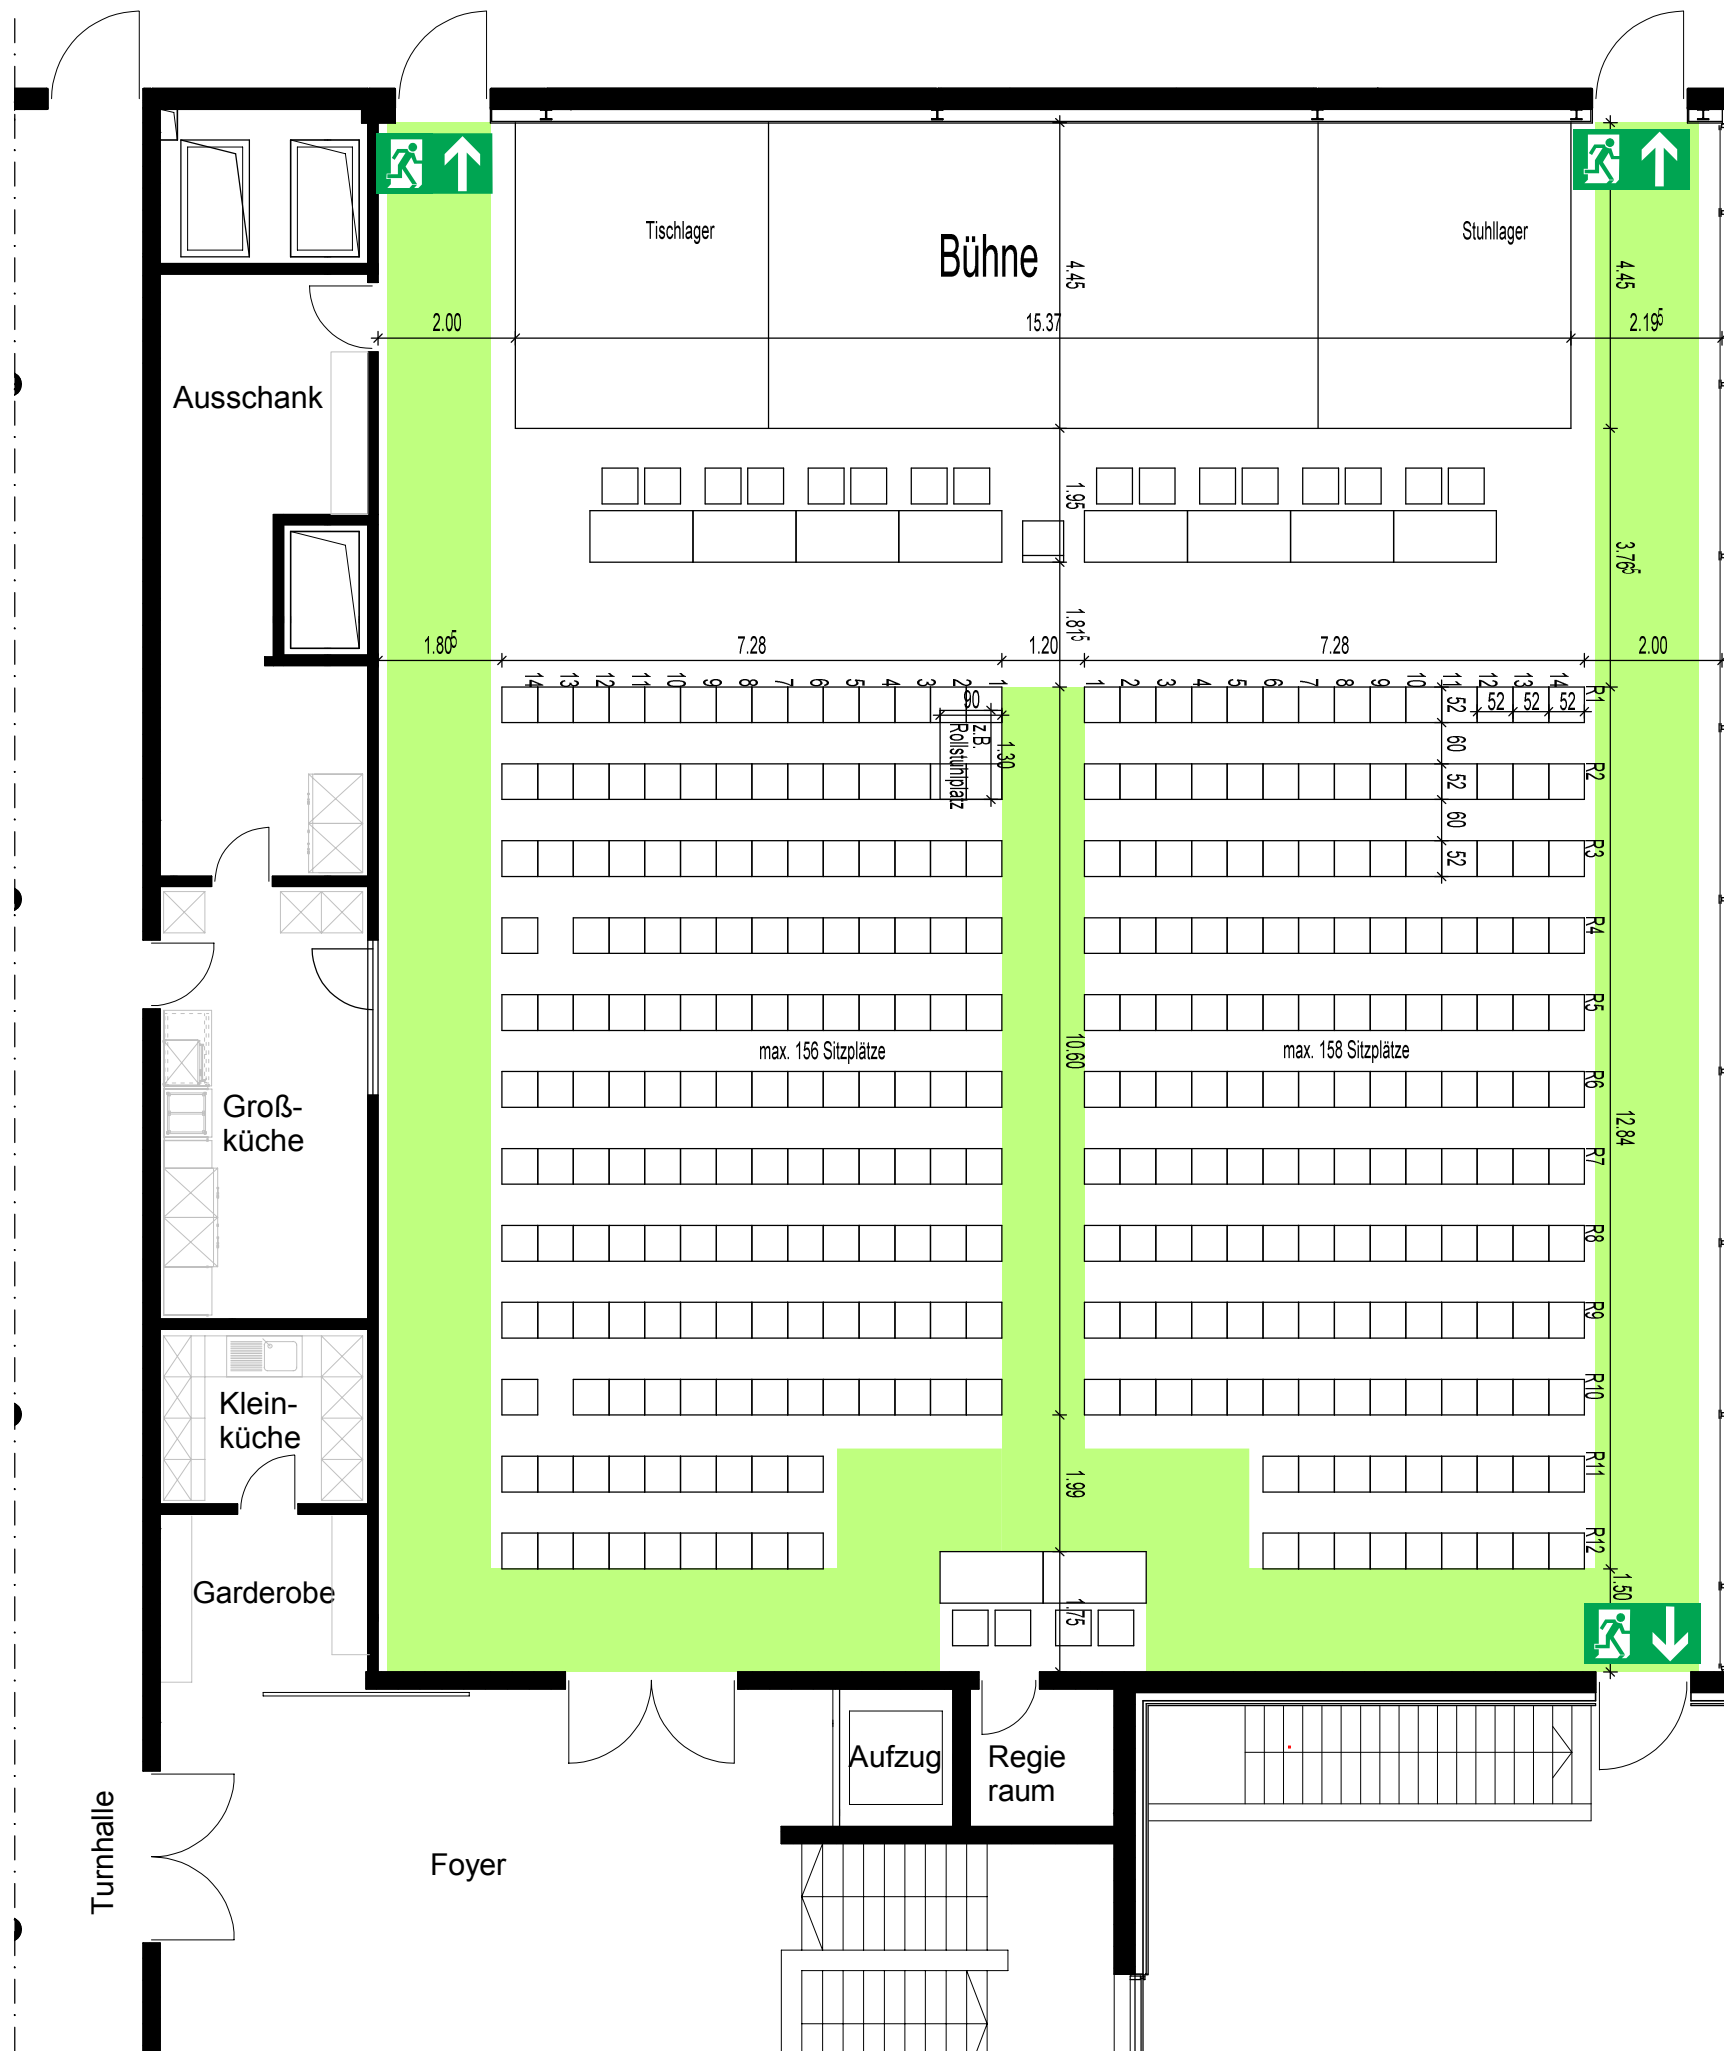 Tischlager
Bühne
Stuhllager
4.45
4.45
2.00
15.37
2.19⁵
Ausschank
1.95
3.76⁵
1.81⁵
1.80⁵
7.28
1.20
7.28
2.00
14 13 12 11 10 9 8 7 6 5 4 3 2 1
1 2 3 4 5 6 7 8 9 10 11 12 13 14
R1
90
52
52 52 52
1.30
z.B.
Rollstuhlplatz
60
R2
52
60
R3
52
R4
R5
max. 156 Sitzplätze
10.60
max. 158 Sitzplätze
R6
Groß-
küche
12.84
R7
R8
R9
R10
Klein-
küche
1.99
R11
R12
Garderobe
1.75
1.50
Aufzug
Regie
raum
Turnhalle
Foyer